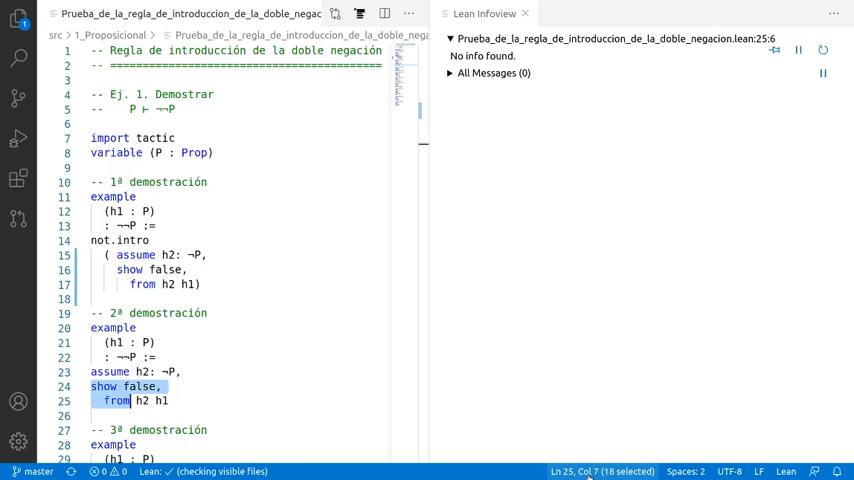 Prueba_de_la_regla_de_introduccion_de_la_doble_negac
Lean Infoview
src > 1_Proposicional > Prueba_de_la_regla_de_introduccion_de_la_doble_nega
1 -- Regla de introducción de la doble negación
2 -- ==========================================
3
4 -- Ej. 1. Demostrar
5 --    P ⊢ ¬¬P
6
7 import tactic
8 variable (P : Prop)
9
10 -- 1ª demostración
11 example
12   (h1 : P)
13   : ¬¬P :=
14 not.intro
15   ( assume h2: ¬P,
16     show false,
17       from h2 h1)
18
19 -- 2ª demostración
20 example
21   (h1 : P)
22   : ¬¬P :=
23 assume h2: ¬P,
24 show false,
25   from h2 h1
26
27 -- 3ª demostración
28 example
29   (h1 : P)
Prueba_de_la_regla_de_introduccion_de_la_doble_negacion.lean:25:6
No info found.
All Messages (0)
1
master 0 0 Lean: ✓ (checking visible files) Ln 25, Col 7 (18 selected) Spaces: 2 UTF-8 LF Lean